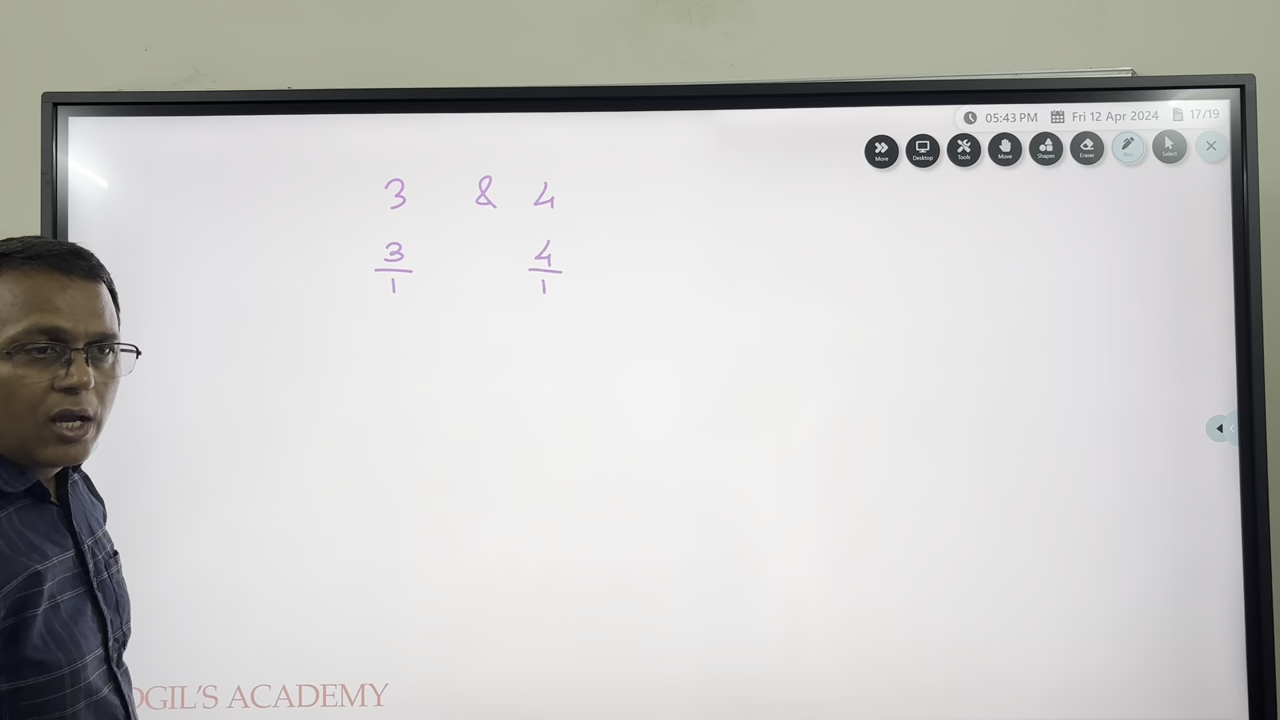 05:43 PM Fri 12 Apr 2024 17/19
More Desktop Tools Move Shapes Eraser Pen Select
3 & 4
3/1 4/1
OGIL'S ACADEMY